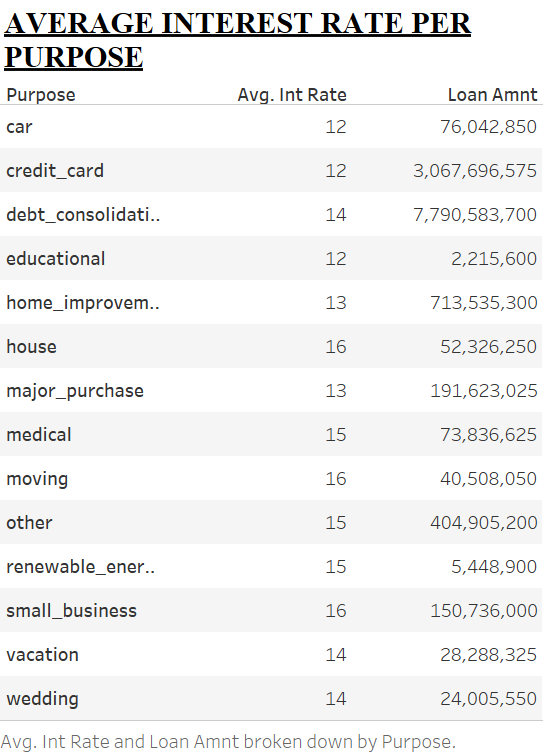 AVERAGE INTEREST RATE PER
PURPOSE
Purpose Avg. Int Rate Loan Amnt
car 12 76,042,850
credit_card 12 3,067,696,575
debt_consolidati.. 14 7,790,583,700
educational 12 2,215,600
home_improvem.. 13 713,535,300
house 16 52,326,250
major_purchase 13 191,623,025
medical 15 73,836,625
moving 16 40,508,050
other 15 404,905,200
renewable_ener.. 15 5,448,900
small_business 16 150,736,000
vacation 14 28,288,325
wedding 14 24,005,550
Avg. Int Rate and Loan Amnt broken down by Purpose.